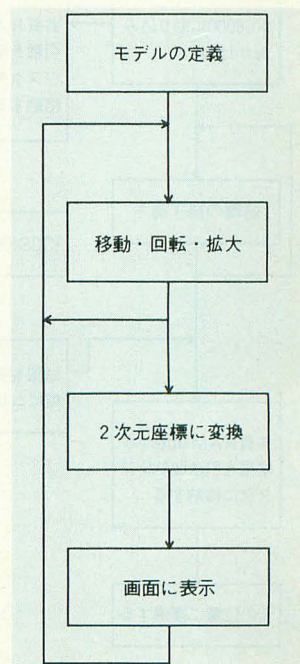 モデルの定義
移動・回転・拡大
2次元座標に変換
画面に表示